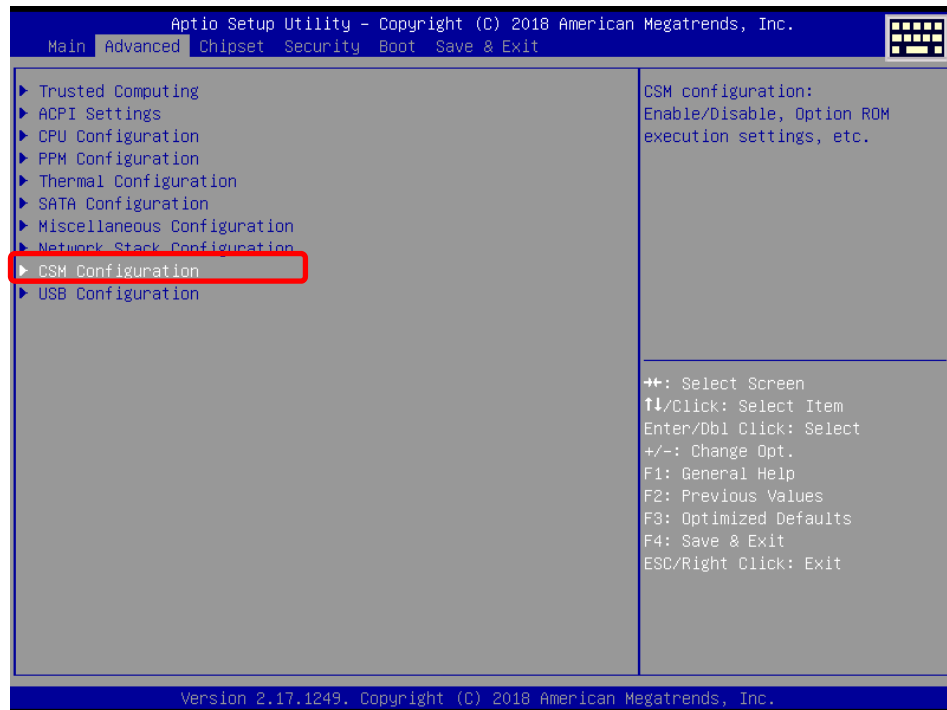 Aptio Setup Utility – Copyright (C) 2018 American Megatrends, Inc.
Main Advanced Chipset Security Boot Save & Exit
▶ Trusted Computing
▶ ACPI Settings
▶ CPU Configuration
▶ PPM Configuration
▶ Thermal Configuration
▶ SATA Configuration
▶ Miscellaneous Configuration
▶ Network Stack Configuration
▶ CSM Configuration
▶ USB Configuration
CSM configuration:
Enable/Disable, Option ROM
execution settings, etc.
→←: Select Screen
↑↓/Click: Select Item
Enter/Dbl Click: Select
+/-: Change Opt.
F1: General Help
F2: Previous Values
F3: Optimized Defaults
F4: Save & Exit
ESC/Right Click: Exit
Version 2.17.1249. Copyright (C) 2018 American Megatrends, Inc.